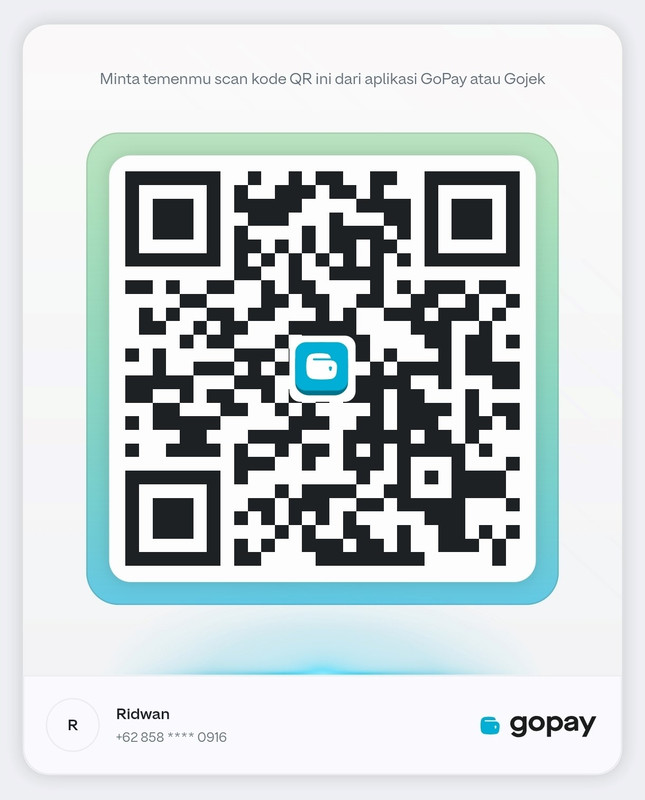 Minta temenmu scan kode QR ini dari aplikasi GoPay atau Gojek
R
Ridwan
+62 858 **** 0916
gopay